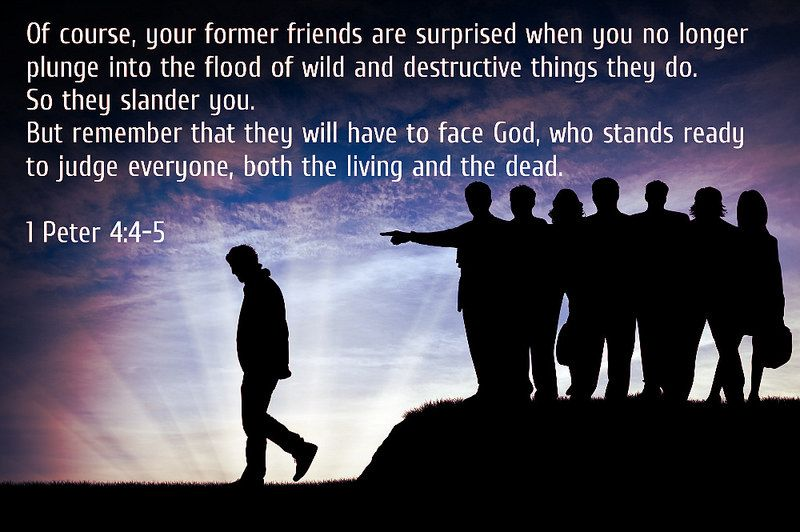 Of course, your former friends are surprised when you no longer
plunge into the flood of wild and destructive things they do.
So they slander you.
But remember that they will have to face God, who stands ready
to judge everyone, both the living and the dead.
1 Peter 4:4-5